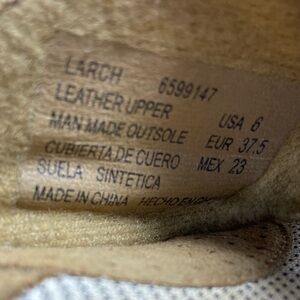 LARCH 6599147
LEATHER UPPER USA 6
MAN MADE OUTSOLE EUR 37.5
CUBIERTA DE CUERO MEX 23
SUELA SINTETICA
MADE IN CHINA HECHO EN